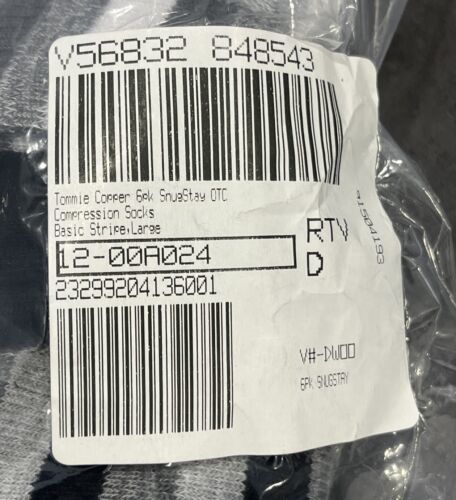 V56832 848543
Tommie Copper 6pk SnugStay OTC
Compression Socks
Basic Stripe,Large
12-00A024
RTV
D
23299204136001
41504193
V#-DW00
6PK SNUGSTAY